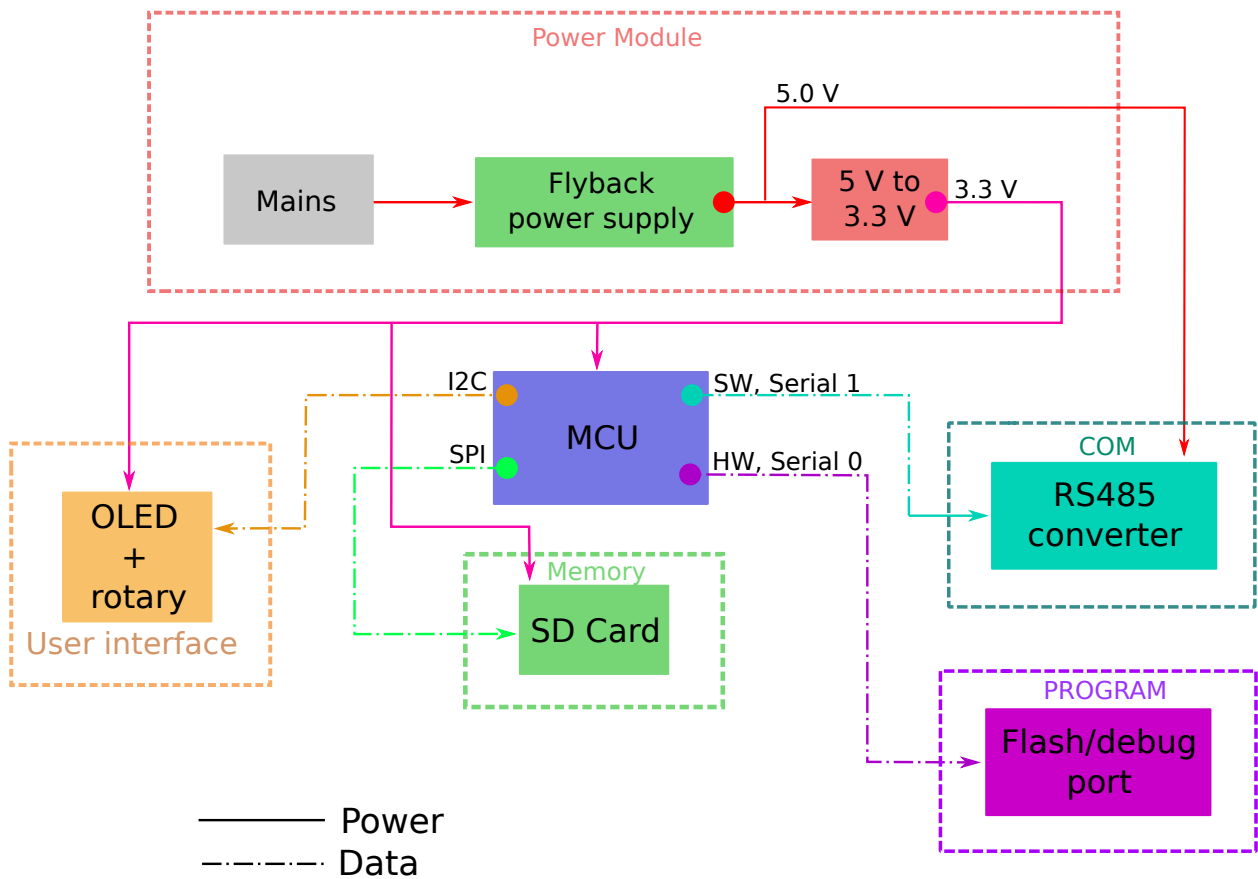 Power Module
5.0 V
Mains
Flyback
power supply
5 V to
3.3 V
3.3 V
I2C
SPI
MCU
SW, Serial 1
HW, Serial 0
COM
RS485
converter
OLED
+
rotary
User interface
Memory
SD Card
PROGRAM
Flash/debug
port
Power
Data